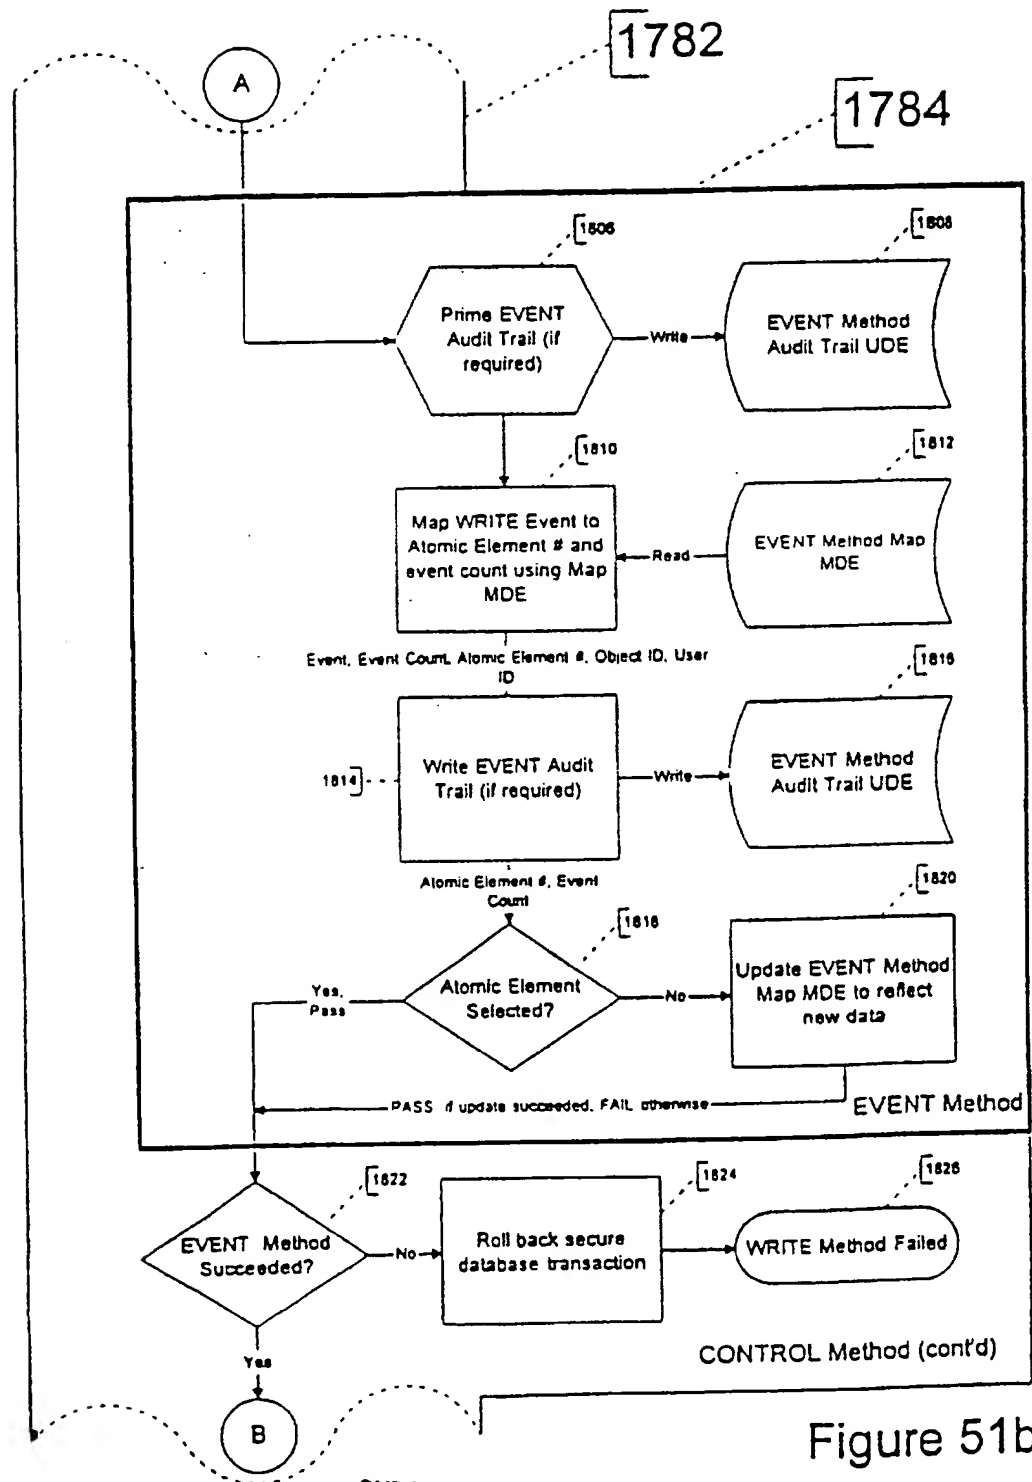 1782
A
1784
1806
1808
Prime EVENT
Audit Trail (if
required)
Write
EVENT Method
Audit Trail UDE
1810
1812
Map WRITE Event to
Atomic Element # and
event count using Map
MDE
Read
EVENT Method Map
MDE
Event, Event Count, Atomic Element #, Object ID, User
ID
1816
1814
Write EVENT Audit
Trail (if required)
Write
EVENT Method
Audit Trail UDE
Atomic Element #, Event
Count
1818
1820
Yes,
Pass
Atomic Element
Selected?
No
Update EVENT Method
Map MDE to reflect
new data
PASS if update succeeded, FAIL otherwise
EVENT Method
1822
1824
1826
EVENT Method
Succeeded?
No
Roll back secure
database transaction
WRITE Method Failed
Yes
CONTROL Method (cont'd)
B
Figure 51b